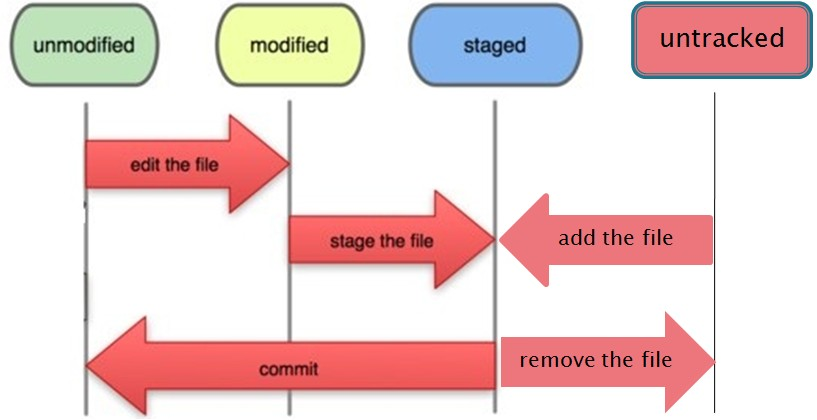 unmodified
modified
staged
untracked
edit the file
stage the file
add the file
commit
remove the file